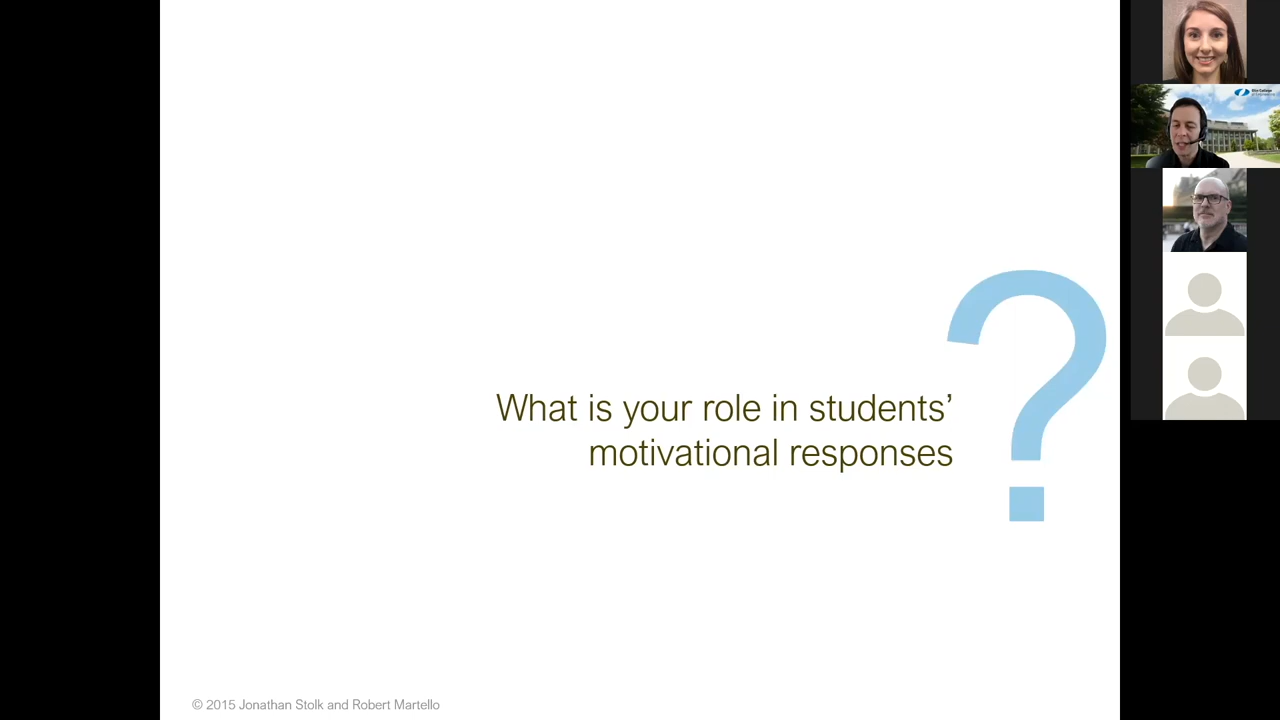 What is your role in students’
motivational responses
?
© 2015 Jonathan Stolk and Robert Martello